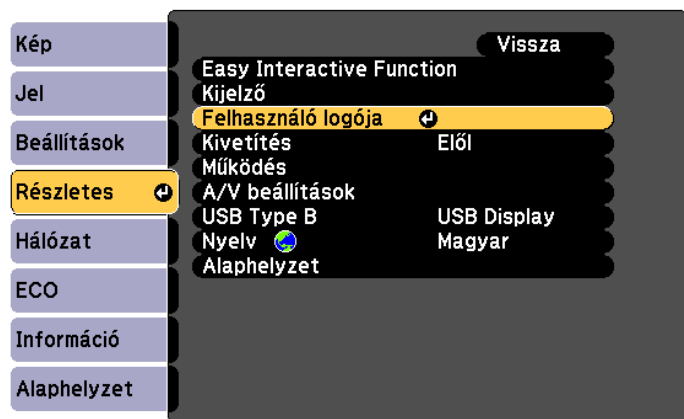 Kép
Jel
Beállítások
Részletes
Hálózat
ECO
Információ
Alaphelyzet
Vissza
Easy Interactive Function
Kijelző
Felhasználó logója
Kivetítés Elől
Működés
A/V beállítások
USB Type B USB Display
Nyelv Magyar
Alaphelyzet